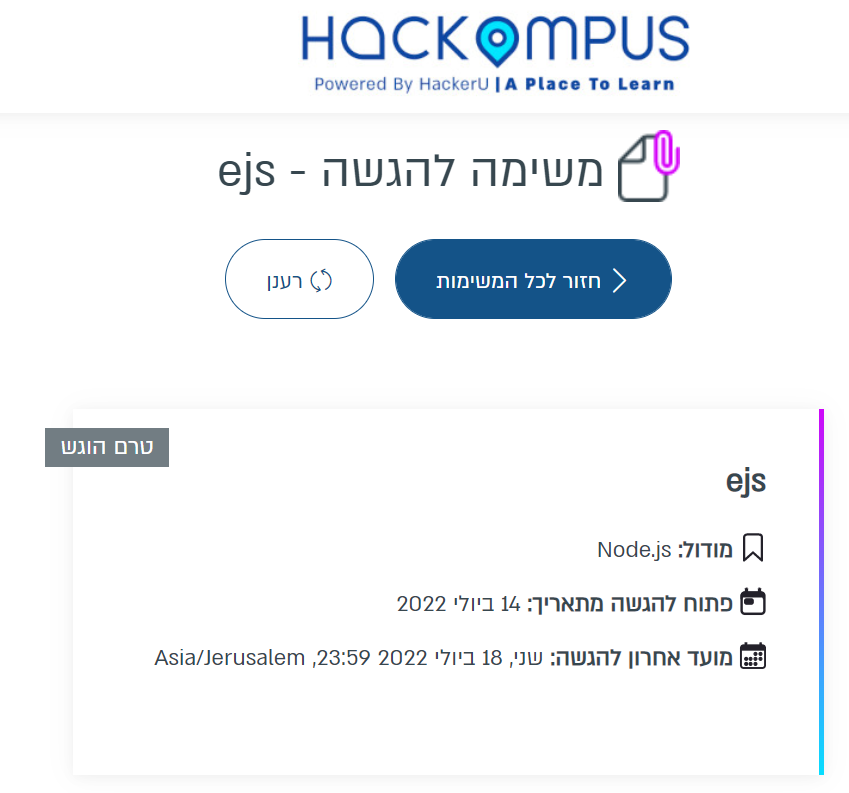 HACKOMPUS
Powered By HackerU | A Place To Learn
משימה להגשה - ejs
חזור לכל המשימות
רענן
טרם הוגש
ejs
מודול: Node.js
פתוח להגשה מתאריך: 14 ביולי 2022
מועד אחרון להגשה: שני, 18 ביולי 2022 23:59, Asia/Jerusalem